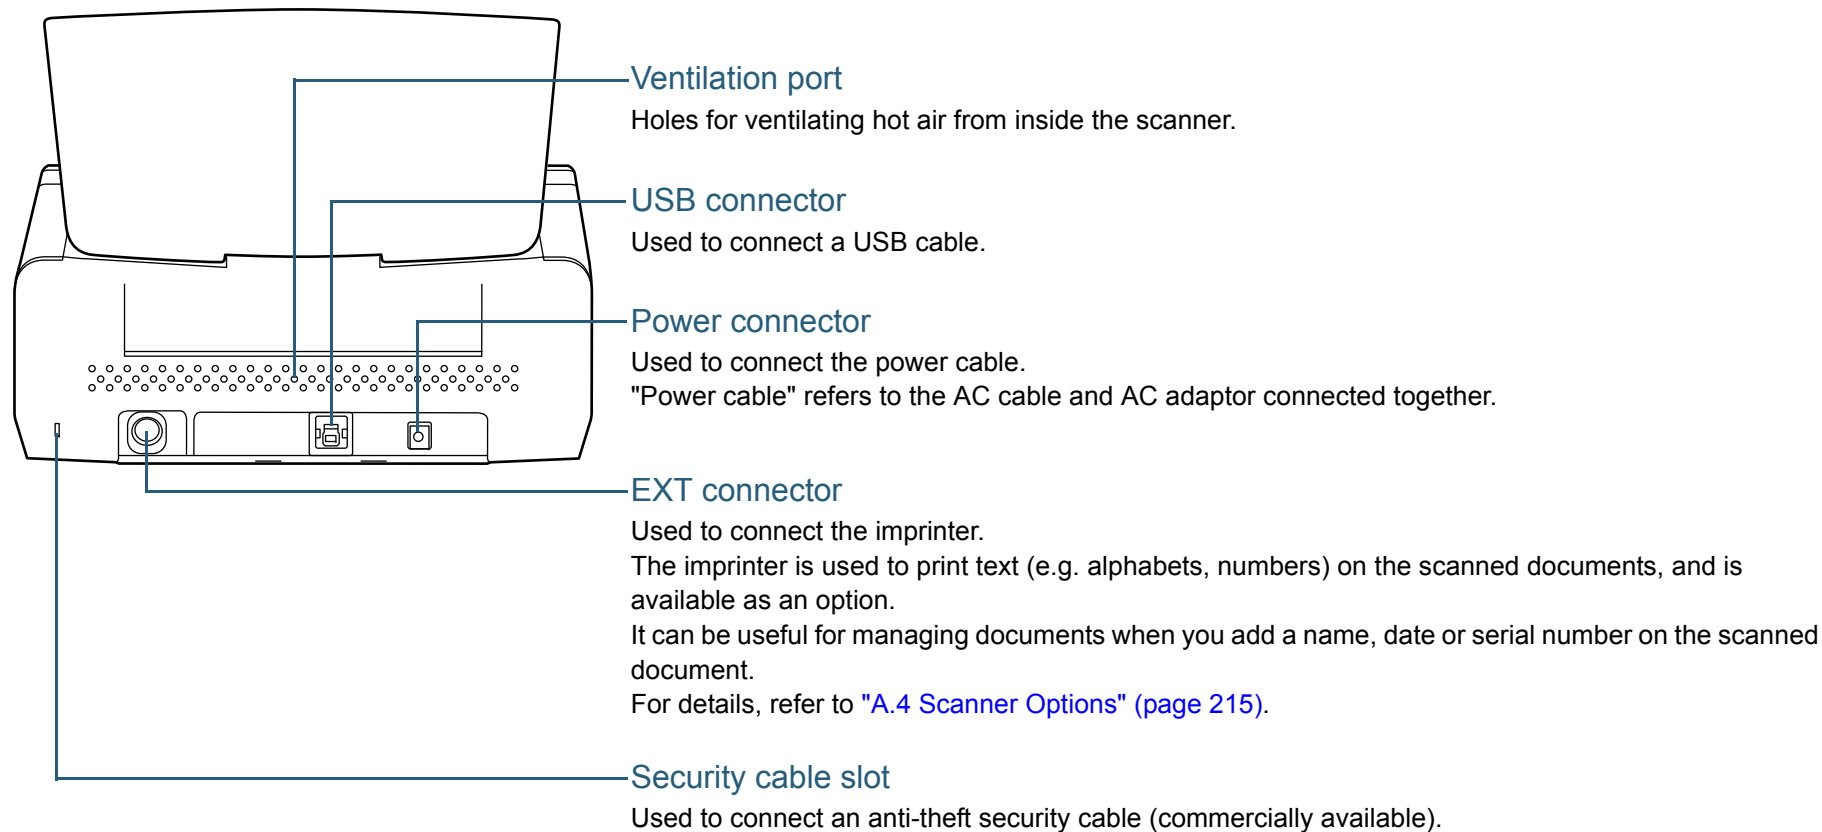 Ventilation port
Holes for ventilating hot air from inside the scanner.
USB connector
Used to connect a USB cable.
Power connector
Used to connect the power cable.
"Power cable" refers to the AC cable and AC adaptor connected together.
EXT connector
Used to connect the imprinter.
The imprinter is used to print text (e.g. alphabets, numbers) on the scanned documents, and is
available as an option.
It can be useful for managing documents when you add a name, date or serial number on the scanned
document.
For details, refer to "A.4 Scanner Options" (page 215).
Security cable slot
Used to connect an anti-theft security cable (commercially available).